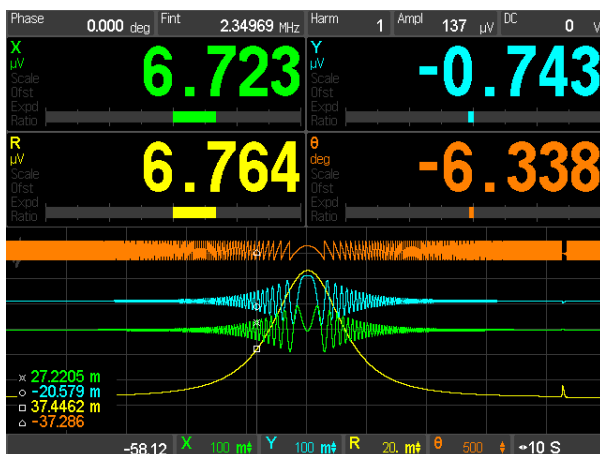 Phase 0.000 deg Fint 2.34969 MHz Harm 1 Ampl 137 µV DC 0 V
X µV Scale Ofst Expd Ratio 6.723
Y µV Scale Ofst Expd Ratio -0.743
R µV Scale Ofst Expd Ratio 6.764
θ deg Scale Ofst Expd Ratio -6.338
27.2205 m
-20.579 m
37.4462 m
-37.286
-58.12 X 100 m Y 100 m R 20. m θ 500 10 S